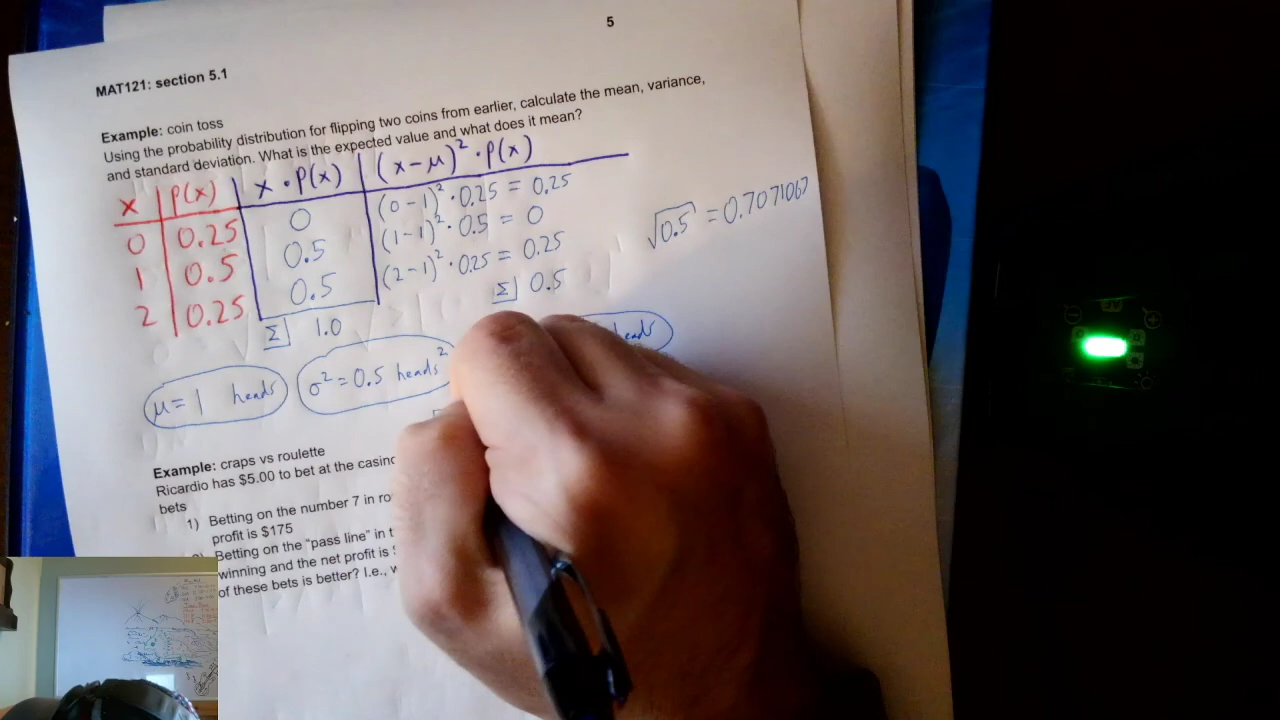 5
MAT121: section 5.1
Example: coin toss
Using the probability distribution for flipping two coins from earlier, calculate the mean, variance,
and standard deviation. What is the expected value and what does it mean?
x | P(x) | x · P(x) | (x-μ)² · P(x)
0 | 0.25 | 0 | (0-1)² · 0.25 = 0.25
1 | 0.5 | 0.5 | (1-1)² · 0.5 = 0
2 | 0.25 | 0.5 | (2-1)² · 0.25 = 0.25
Σ 1.0 Σ 0.5
√0.5 = 0.7071067
μ = 1 heads
σ² = 0.5 heads²
heads
Example: craps vs roulette
Ricardio has $5.00 to bet at the casino
bets
1) Betting on the number 7 in ro
profit is $175
Betting on the "pass line" in t
winning and the net profit is
of these bets is better? I.e.,